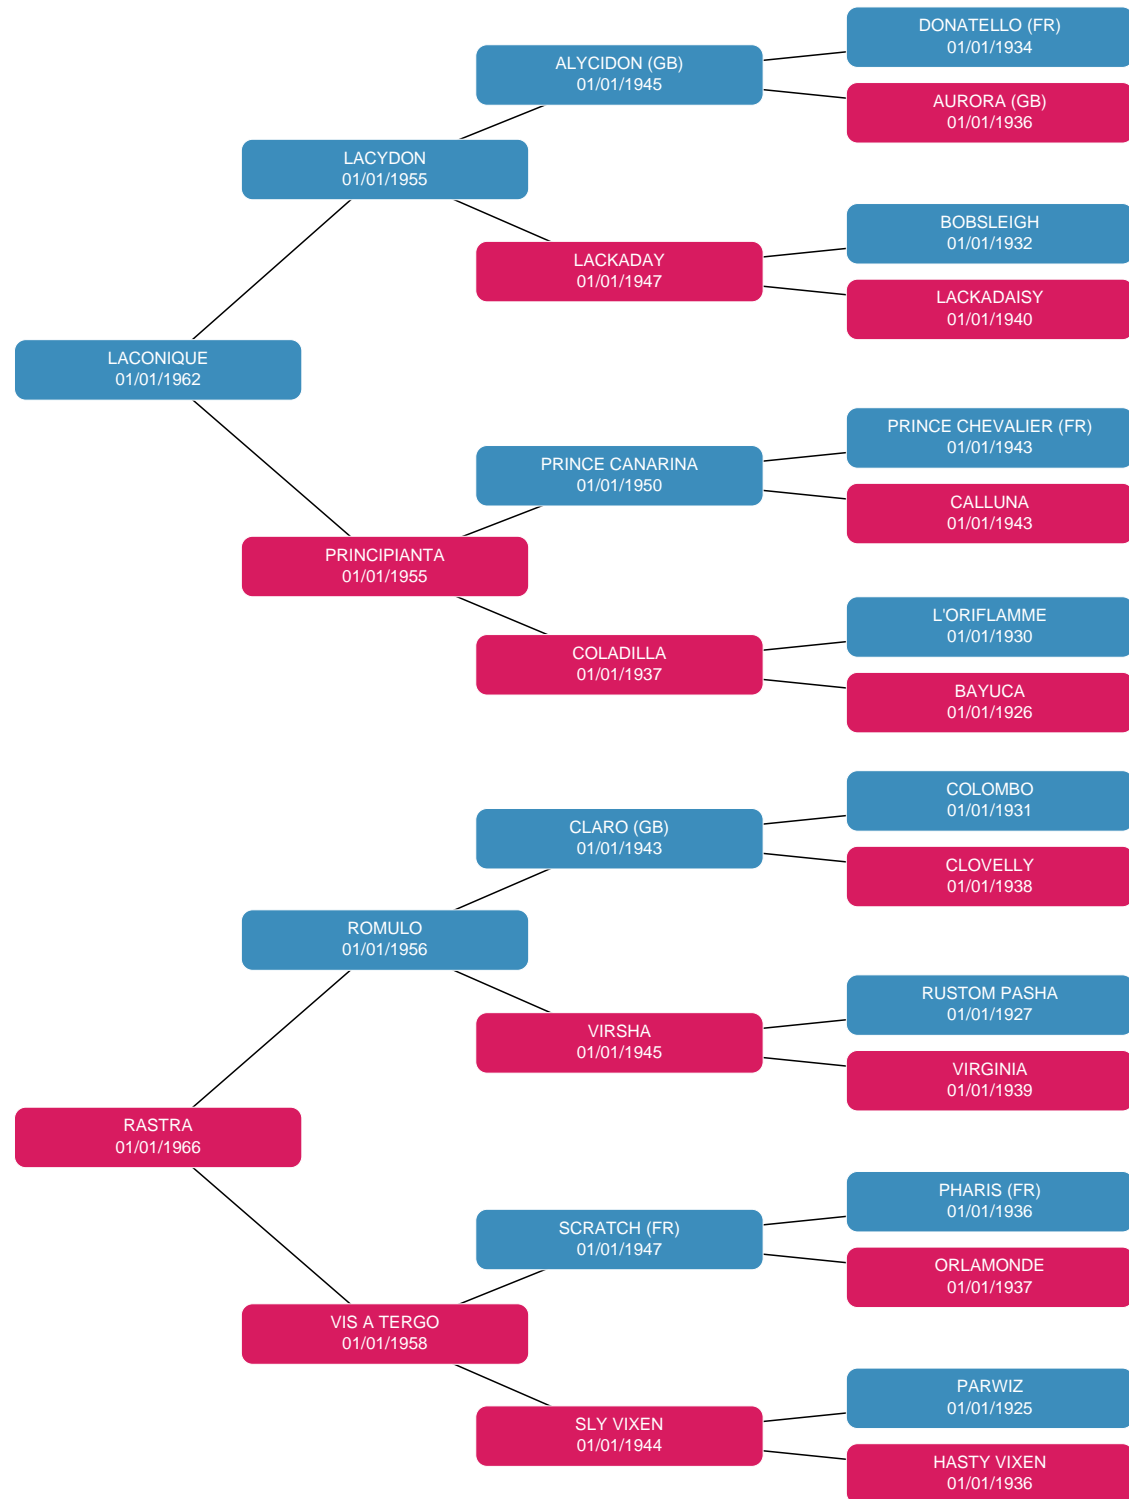 DONATELLO (FR)
01/01/1934
ALYCIDON (GB)
01/01/1945
AURORA (GB)
01/01/1936
LACYDON
01/01/1955
BOBSLEIGH
01/01/1932
LACKADAY
01/01/1947
LACKADAISY
01/01/1940
LACONIQUE
01/01/1962
PRINCE CHEVALIER (FR)
01/01/1943
PRINCE CANARINA
01/01/1950
CALLUNA
01/01/1943
PRINCIPIANTA
01/01/1955
L'ORIFLAMME
01/01/1930
COLADILLA
01/01/1937
BAYUCA
01/01/1926
COLOMBO
01/01/1931
CLARO (GB)
01/01/1943
CLOVELLY
01/01/1938
ROMULO
01/01/1956
RUSTOM PASHA
01/01/1927
VIRSHA
01/01/1945
VIRGINIA
01/01/1939
RASTRA
01/01/1966
PHARIS (FR)
01/01/1936
SCRATCH (FR)
01/01/1947
ORLAMONDE
01/01/1937
VIS A TERGO
01/01/1958
PARWIZ
01/01/1925
SLY VIXEN
01/01/1944
HASTY VIXEN
01/01/1936